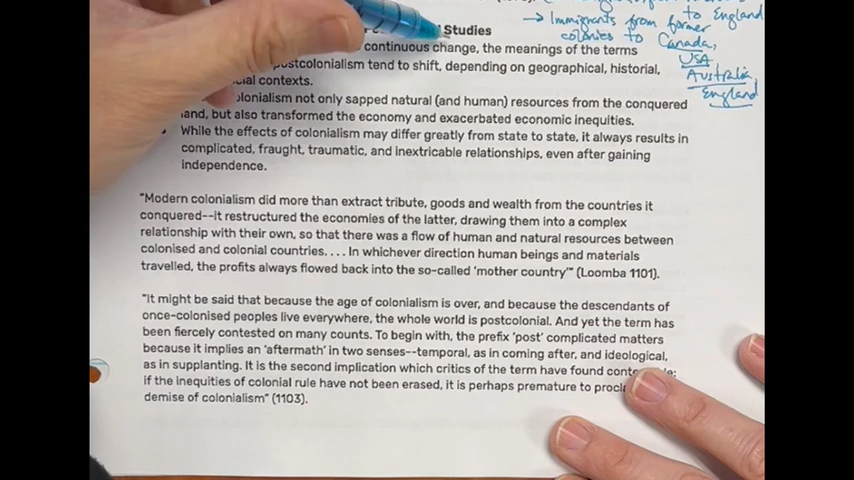 to England
→ Immigrants from former
colonies to Canada,
USA
Australia
England
Studies
continuous change, the meanings of the terms
postcolonialism tend to shift, depending on geographical, historial,
contexts.
colonialism not only sapped natural (and human) resources from the conquered
land, but also transformed the economy and exacerbated economic inequities.
While the effects of colonialism may differ greatly from state to state, it always results in
complicated, fraught, traumatic, and inextricable relationships, even after gaining
independence.
“Modern colonialism did more than extract tribute, goods and wealth from the countries it
conquered--it restructured the economies of the latter, drawing them into a complex
relationship with their own, so that there was a flow of human and natural resources between
colonised and colonial countries. . . . In whichever direction human beings and materials
travelled, the profits always flowed back into the so-called ‘mother country’” (Loomba 1101).
“It might be said that because the age of colonialism is over, and because the descendants of
once-colonised peoples live everywhere, the whole world is postcolonial. And yet the term has
been fiercely contested on many counts. To begin with, the prefix ‘post’ complicated matters
because it implies an ‘aftermath’ in two senses--temporal, as in coming after, and ideological,
as in supplanting. It is the second implication which critics of the term have found
if the inequities of colonial rule have not been erased, it is perhaps premature to
demise of colonialism” (1103).